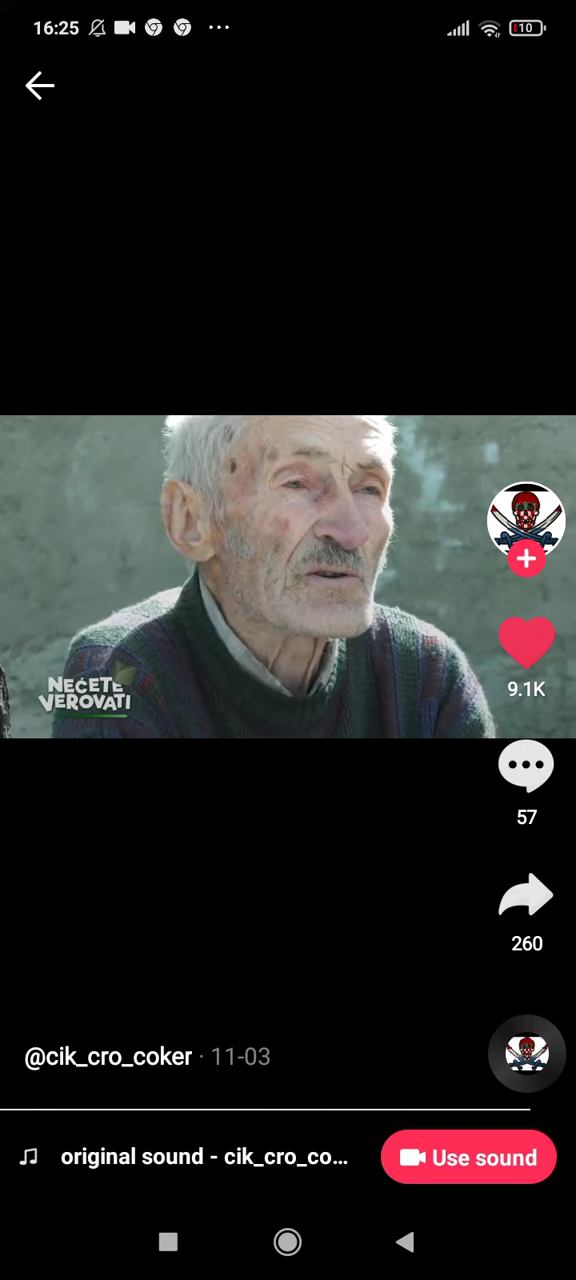 16:25
10
NEĆETE
VEROVATI
9.1K
57
260
@cik_cro_coker · 11-03
original sound - cik_cro_co...
Use sound